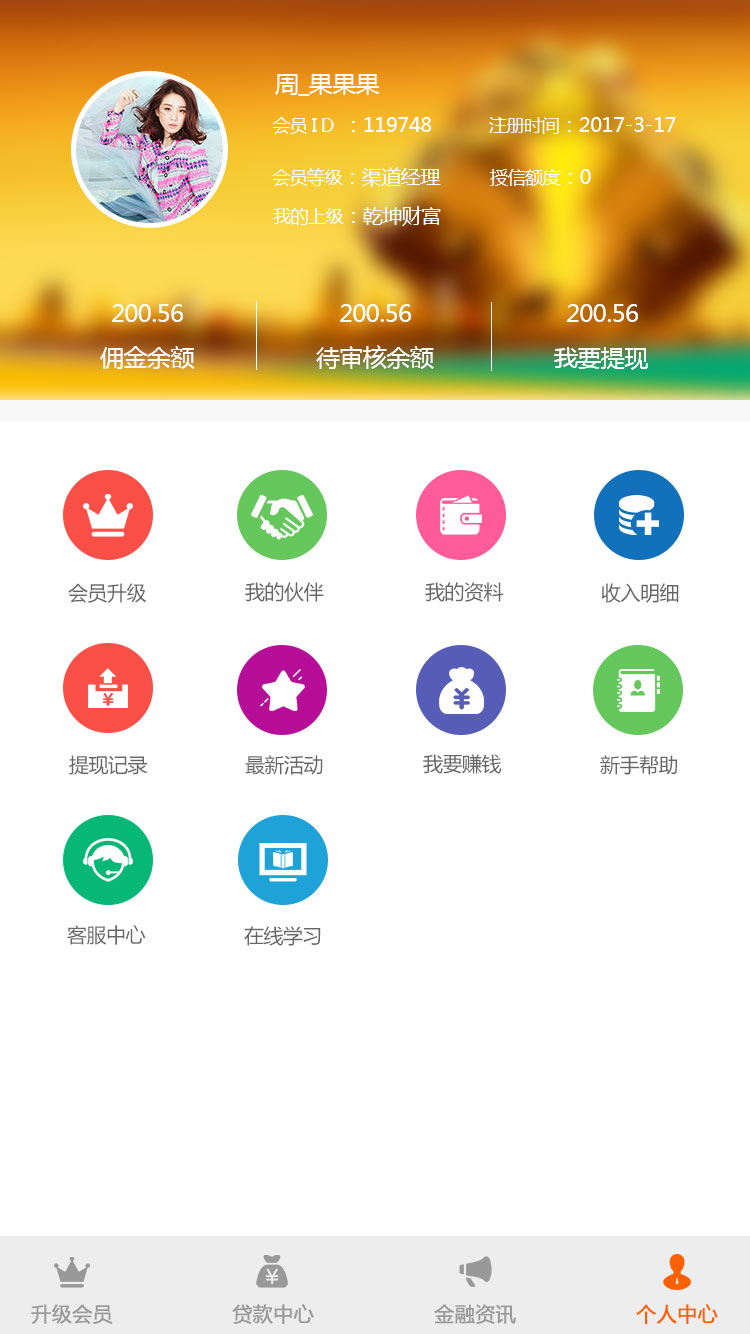 周_果果果
会员ID ：119748 注册时间：2017-3-17
会员等级：渠道经理 授信额度：0
我的上级：乾坤财富
200.56 200.56 200.56
佣金余额 待审核余额 我要提现
会员升级 我的伙伴 我的资料 收入明细
¥ ¥
提现记录 最新活动 我要赚钱 新手帮助
客服中心 在线学习
¥
升级会员 贷款中心 金融资讯 个人中心